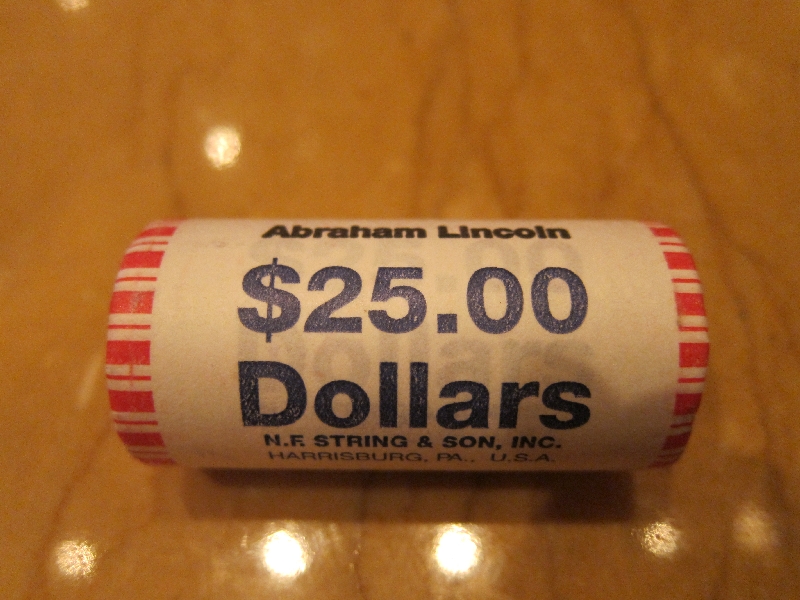 Abraham Lincoln
$25.00
Dollars
N.F. STRING & SON, INC.
HARRISBURG, PA., U.S.A.